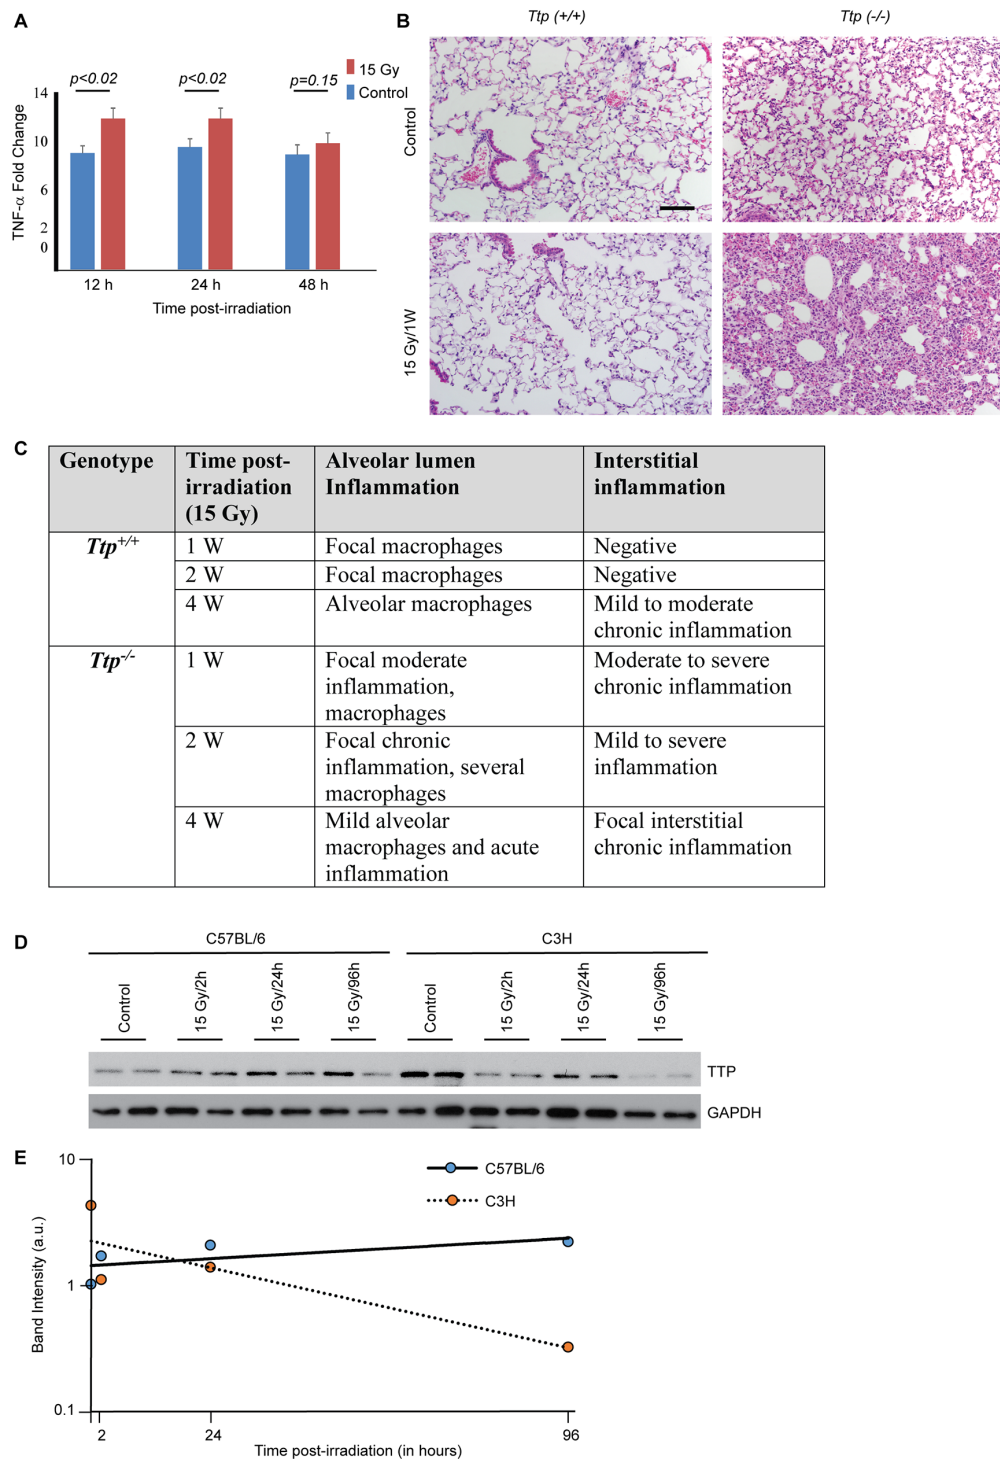 A
p<0.02
p<0.02
p=0.15
15 Gy
Control
TNF-α Fold Change
14
10
6
2
0
12 h
24 h
48 h
Time post-irradiation
B
Ttp (+/+)
Ttp (-/-)
Control
15 Gy/1W
C
Genotype
Time post-
irradiation
(15 Gy)
Alveolar lumen
Inflammation
Interstitial
inflammation
Ttp+/+
1 W
Focal macrophages
Negative
2 W
Focal macrophages
Negative
4 W
Alveolar macrophages
Mild to moderate
chronic inflammation
Ttp-/-
1 W
Focal moderate
inflammation,
macrophages
Moderate to severe
chronic inflammation
2 W
Focal chronic
inflammation, several
macrophages
Mild to severe
inflammation
4 W
Mild alveolar
macrophages and acute
inflammation
Focal interstitial
chronic inflammation
D
C57BL/6
C3H
Control
15 Gy/2h
15 Gy/24h
15 Gy/96h
Control
15 Gy/2h
15 Gy/24h
15 Gy/96h
TTP
GAPDH
E
C57BL/6
C3H
Band Intensity (a.u.)
10
1
0.1
2
24
96
Time post-irradiation (in hours)